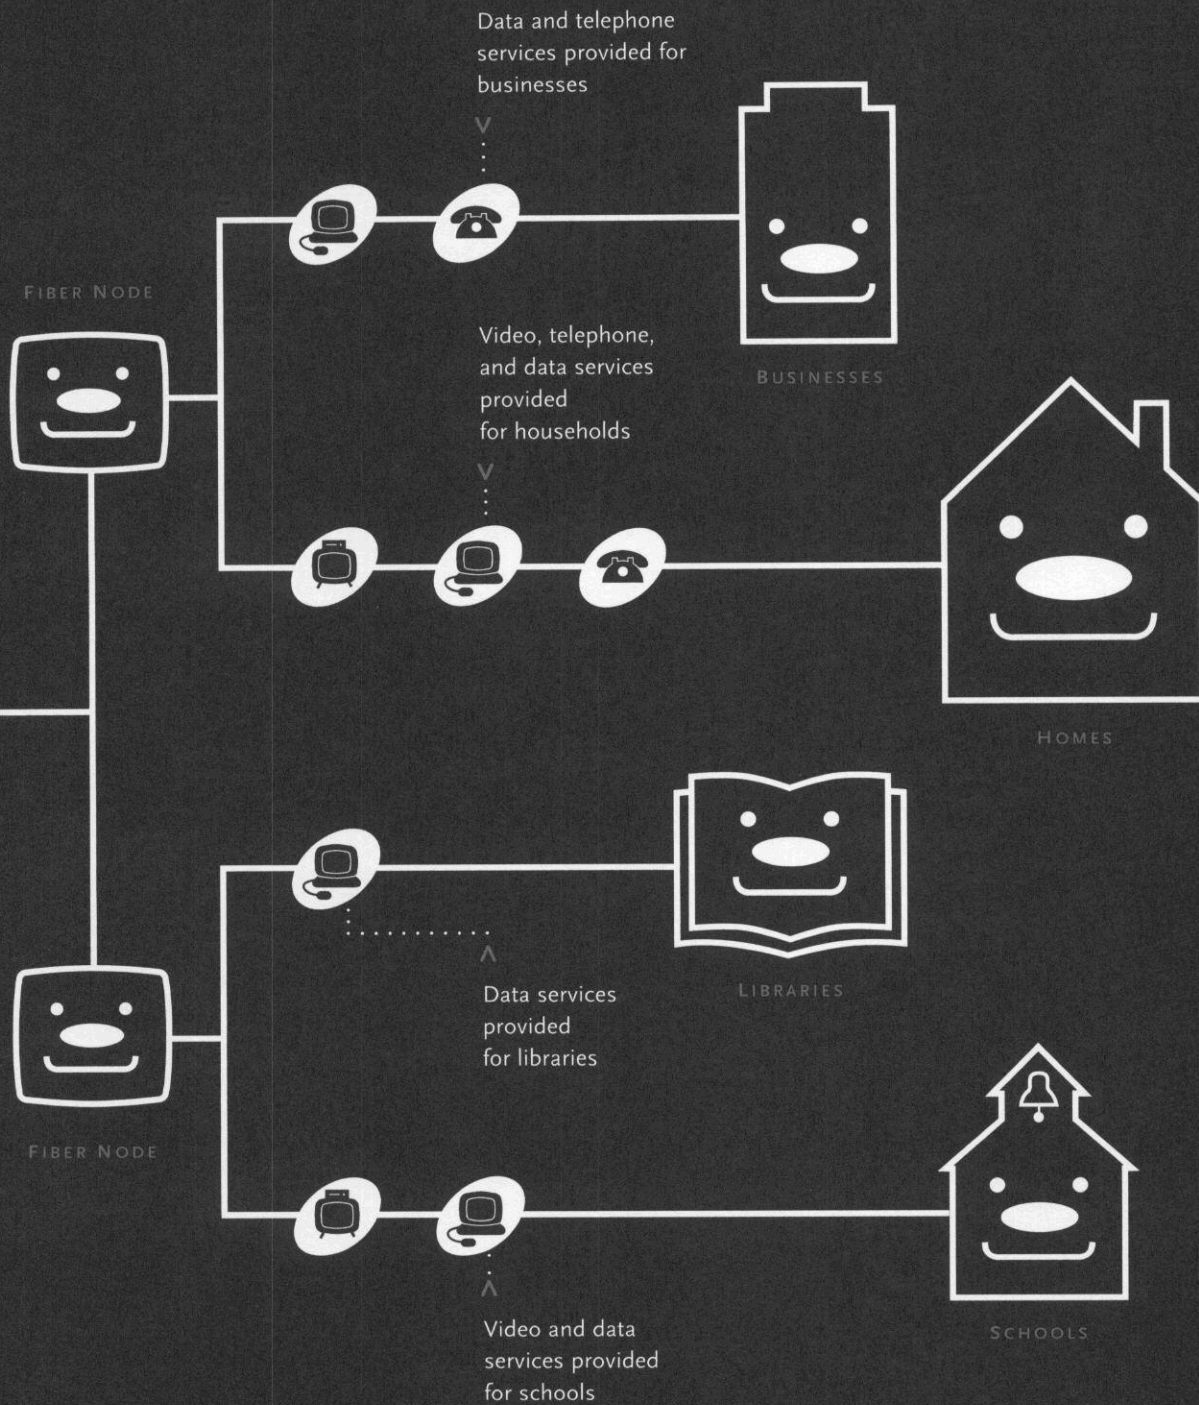 Data and telephone
services provided for
businesses
FIBER NODE
Video, telephone,
and data services
provided
for households
BUSINESSES
HOMES
LIBRARIES
Data services
provided
for libraries
FIBER NODE
SCHOOLS
Video and data
services provided
for schools